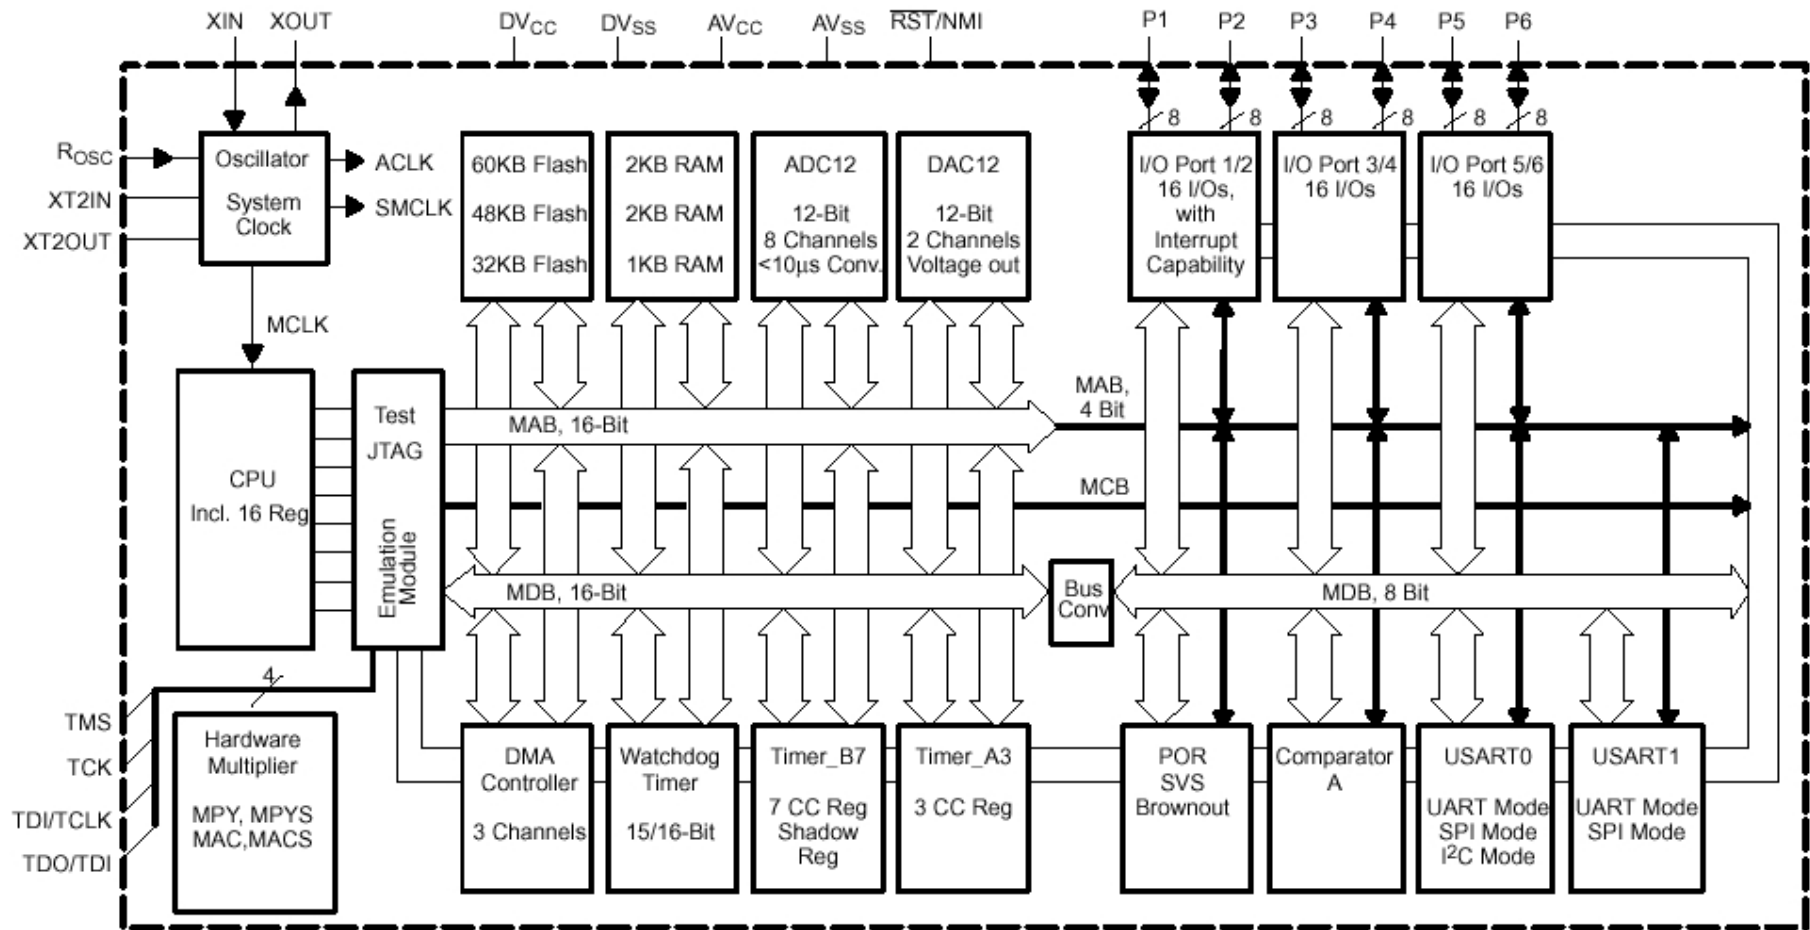 XIN
XOUT
DVCC
DVSS
AVCC
AVSS
RST/NMI
P1
P2
P3
P4
P5
P6
8
8
8
8
8
8
ROSC
XT2IN
XT2OUT
Oscillator
System
Clock
ACLK
SMCLK
MCLK
60KB Flash
48KB Flash
32KB Flash
2KB RAM
2KB RAM
1KB RAM
ADC12
12-Bit
8 Channels
<10µs Conv.
DAC12
12-Bit
2 Channels
Voltage out
I/O Port 1/2
16 I/Os,
with
Interrupt
Capability
I/O Port 3/4
16 I/Os
I/O Port 5/6
16 I/Os
CPU
Incl. 16 Reg
Test
JTAG
Emulation
Module
MAB, 16-Bit
MAB,
4 Bit
MCB
MDB, 16-Bit
Bus
Conv
MDB, 8 Bit
4
TMS
TCK
TDI/TCLK
TDO/TDI
Hardware
Multiplier
MPY, MPYS
MAC,MACS
DMA
Controller
3 Channels
Watchdog
Timer
15/16-Bit
Timer_B7
7 CC Reg
Shadow
Reg
Timer_A3
3 CC Reg
POR
SVS
Brownout
Comparator
A
USART0
UART Mode
SPI Mode
I²C Mode
USART1
UART Mode
SPI Mode